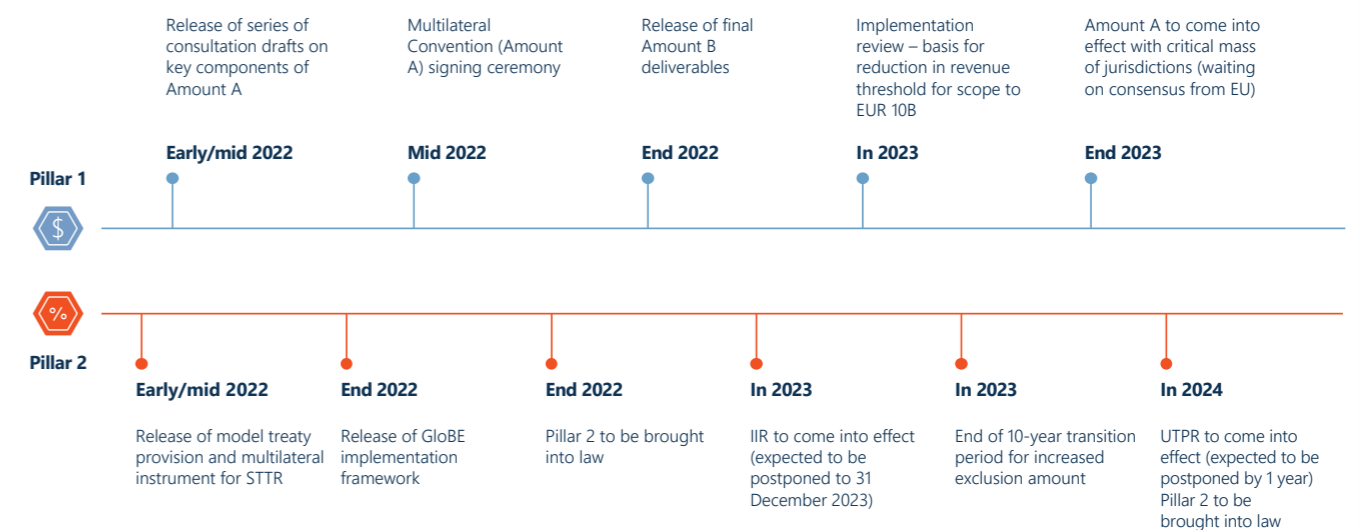 Release of series of
consultation drafts on
key components of
Amount A
Multilateral
Convention (Amount
A) signing ceremony
Release of final
Amount B
deliverables
Implementation
review – basis for
reduction in revenue
threshold for scope to
EUR 10B
Amount A to come into
effect with critical mass
of jurisdictions (waiting
on consensus from EU)
Early/mid 2022
Mid 2022
End 2022
In 2023
End 2023
Pillar 1
$
%
Pillar 2
Early/mid 2022
Release of model treaty
provision and multilateral
instrument for STTR
End 2022
Release of GloBE
implementation
framework
End 2022
Pillar 2 to be brought
into law
In 2023
IIR to come into effect
(expected to be
postponed to 31
December 2023)
In 2023
End of 10-year transition
period for increased
exclusion amount
In 2024
UTPR to come into
effect (expected to be
postponed by 1 year)
Pillar 2 to be
brought into law